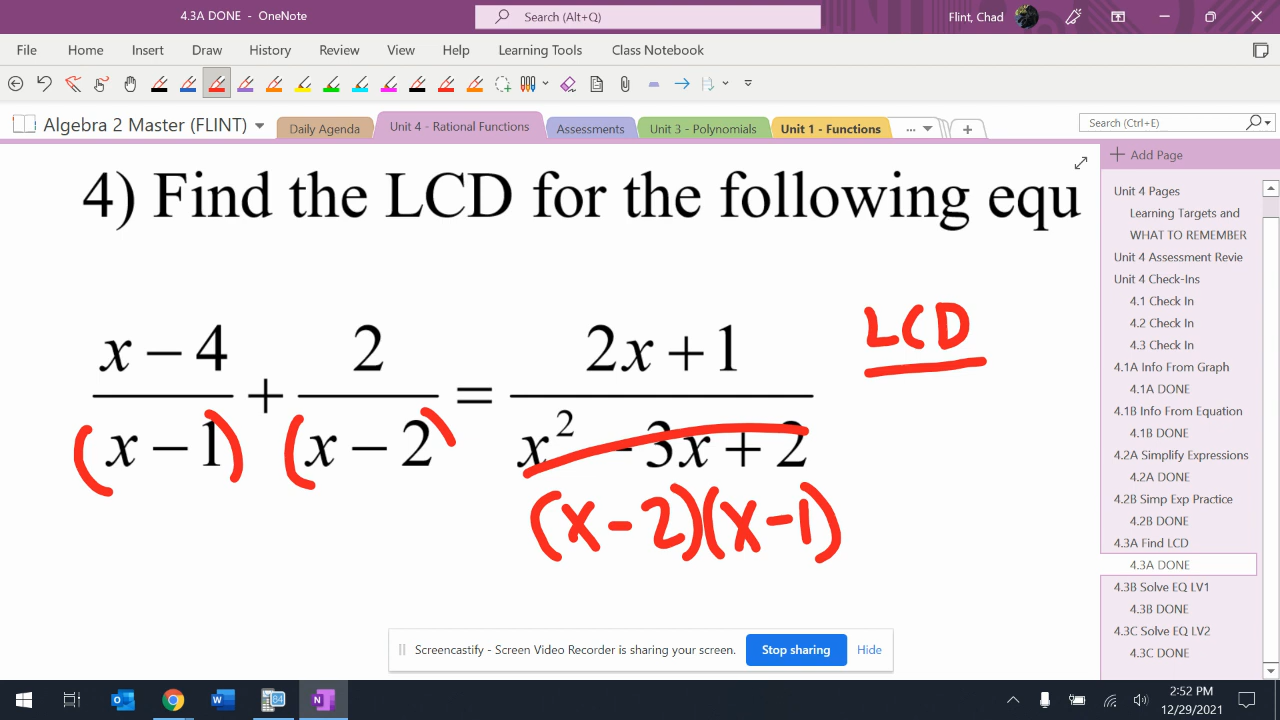 4.3A DONE - OneNote
Search (Alt+Q)
Flint, Chad
File Home Insert Draw History Review View Help Learning Tools Class Notebook
Algebra 2 Master (FLINT)
Daily Agenda
Unit 4 - Rational Functions
Assessments
Unit 3 - Polynomials
Unit 1 - Functions
...
+
Search (Ctrl+E)
Add Page
Unit 4 Pages
Learning Targets and
WHAT TO REMEMBER
Unit 4 Assessment Revie
Unit 4 Check-Ins
4.1 Check In
4.2 Check In
4.3 Check In
4.1A Info From Graph
4.1A DONE
4.1B Info From Equation
4.1B DONE
4.2A Simplify Expressions
4.2A DONE
4.2B Simp Exp Practice
4.2B DONE
4.3A Find LCD
4.3A DONE
4.3B Solve EQ LV1
4.3B DONE
4.3C Solve EQ LV2
4.3C DONE
4) Find the LCD for the following equ
LCD
x − 4 2 2x + 1
+ =
(x − 1) (x − 2) x² − 3x + 2
(x - 2)(x - 1)
Screencastify - Screen Video Recorder is sharing your screen.
Stop sharing
Hide
2:52 PM
12/29/2021